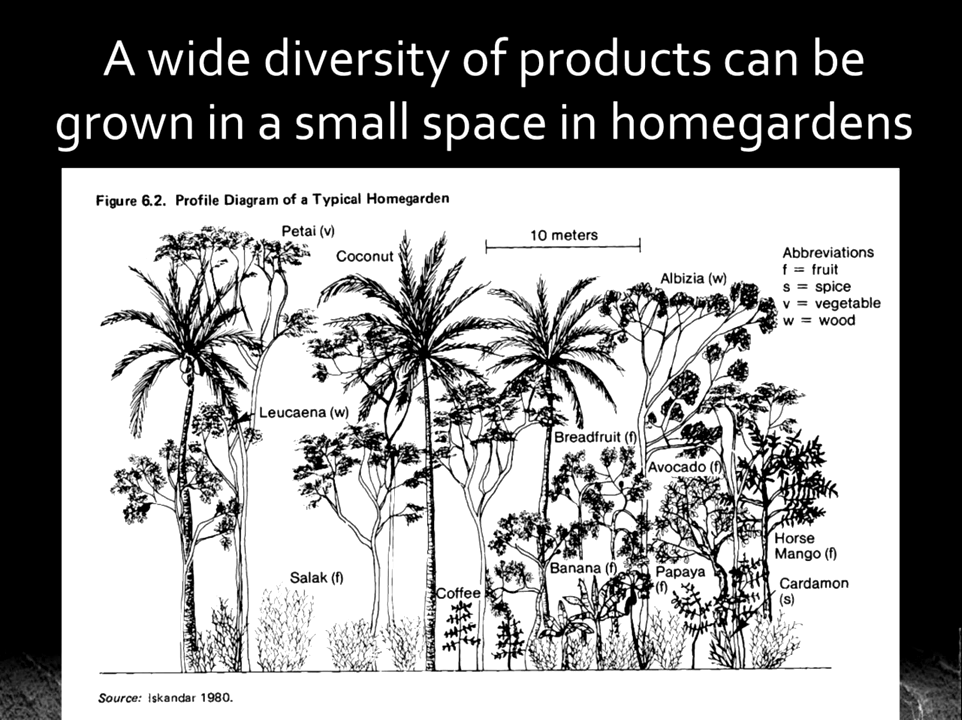 A wide diversity of products can be
grown in a small space in homegardens
Figure 6.2. Profile Diagram of a Typical Homegarden
Petai (v)
Coconut
10 meters
Albizia (w)
Abbreviations
f = fruit
s = spice
v = vegetable
w = wood
Leucaena (w)
Breadfruit (f)
Avocado (f)
Horse
Mango (f)
Salak (f)
Coffee
Banana (f)
Papaya
(f)
Cardamon
(s)
Source: Iskandar 1980.